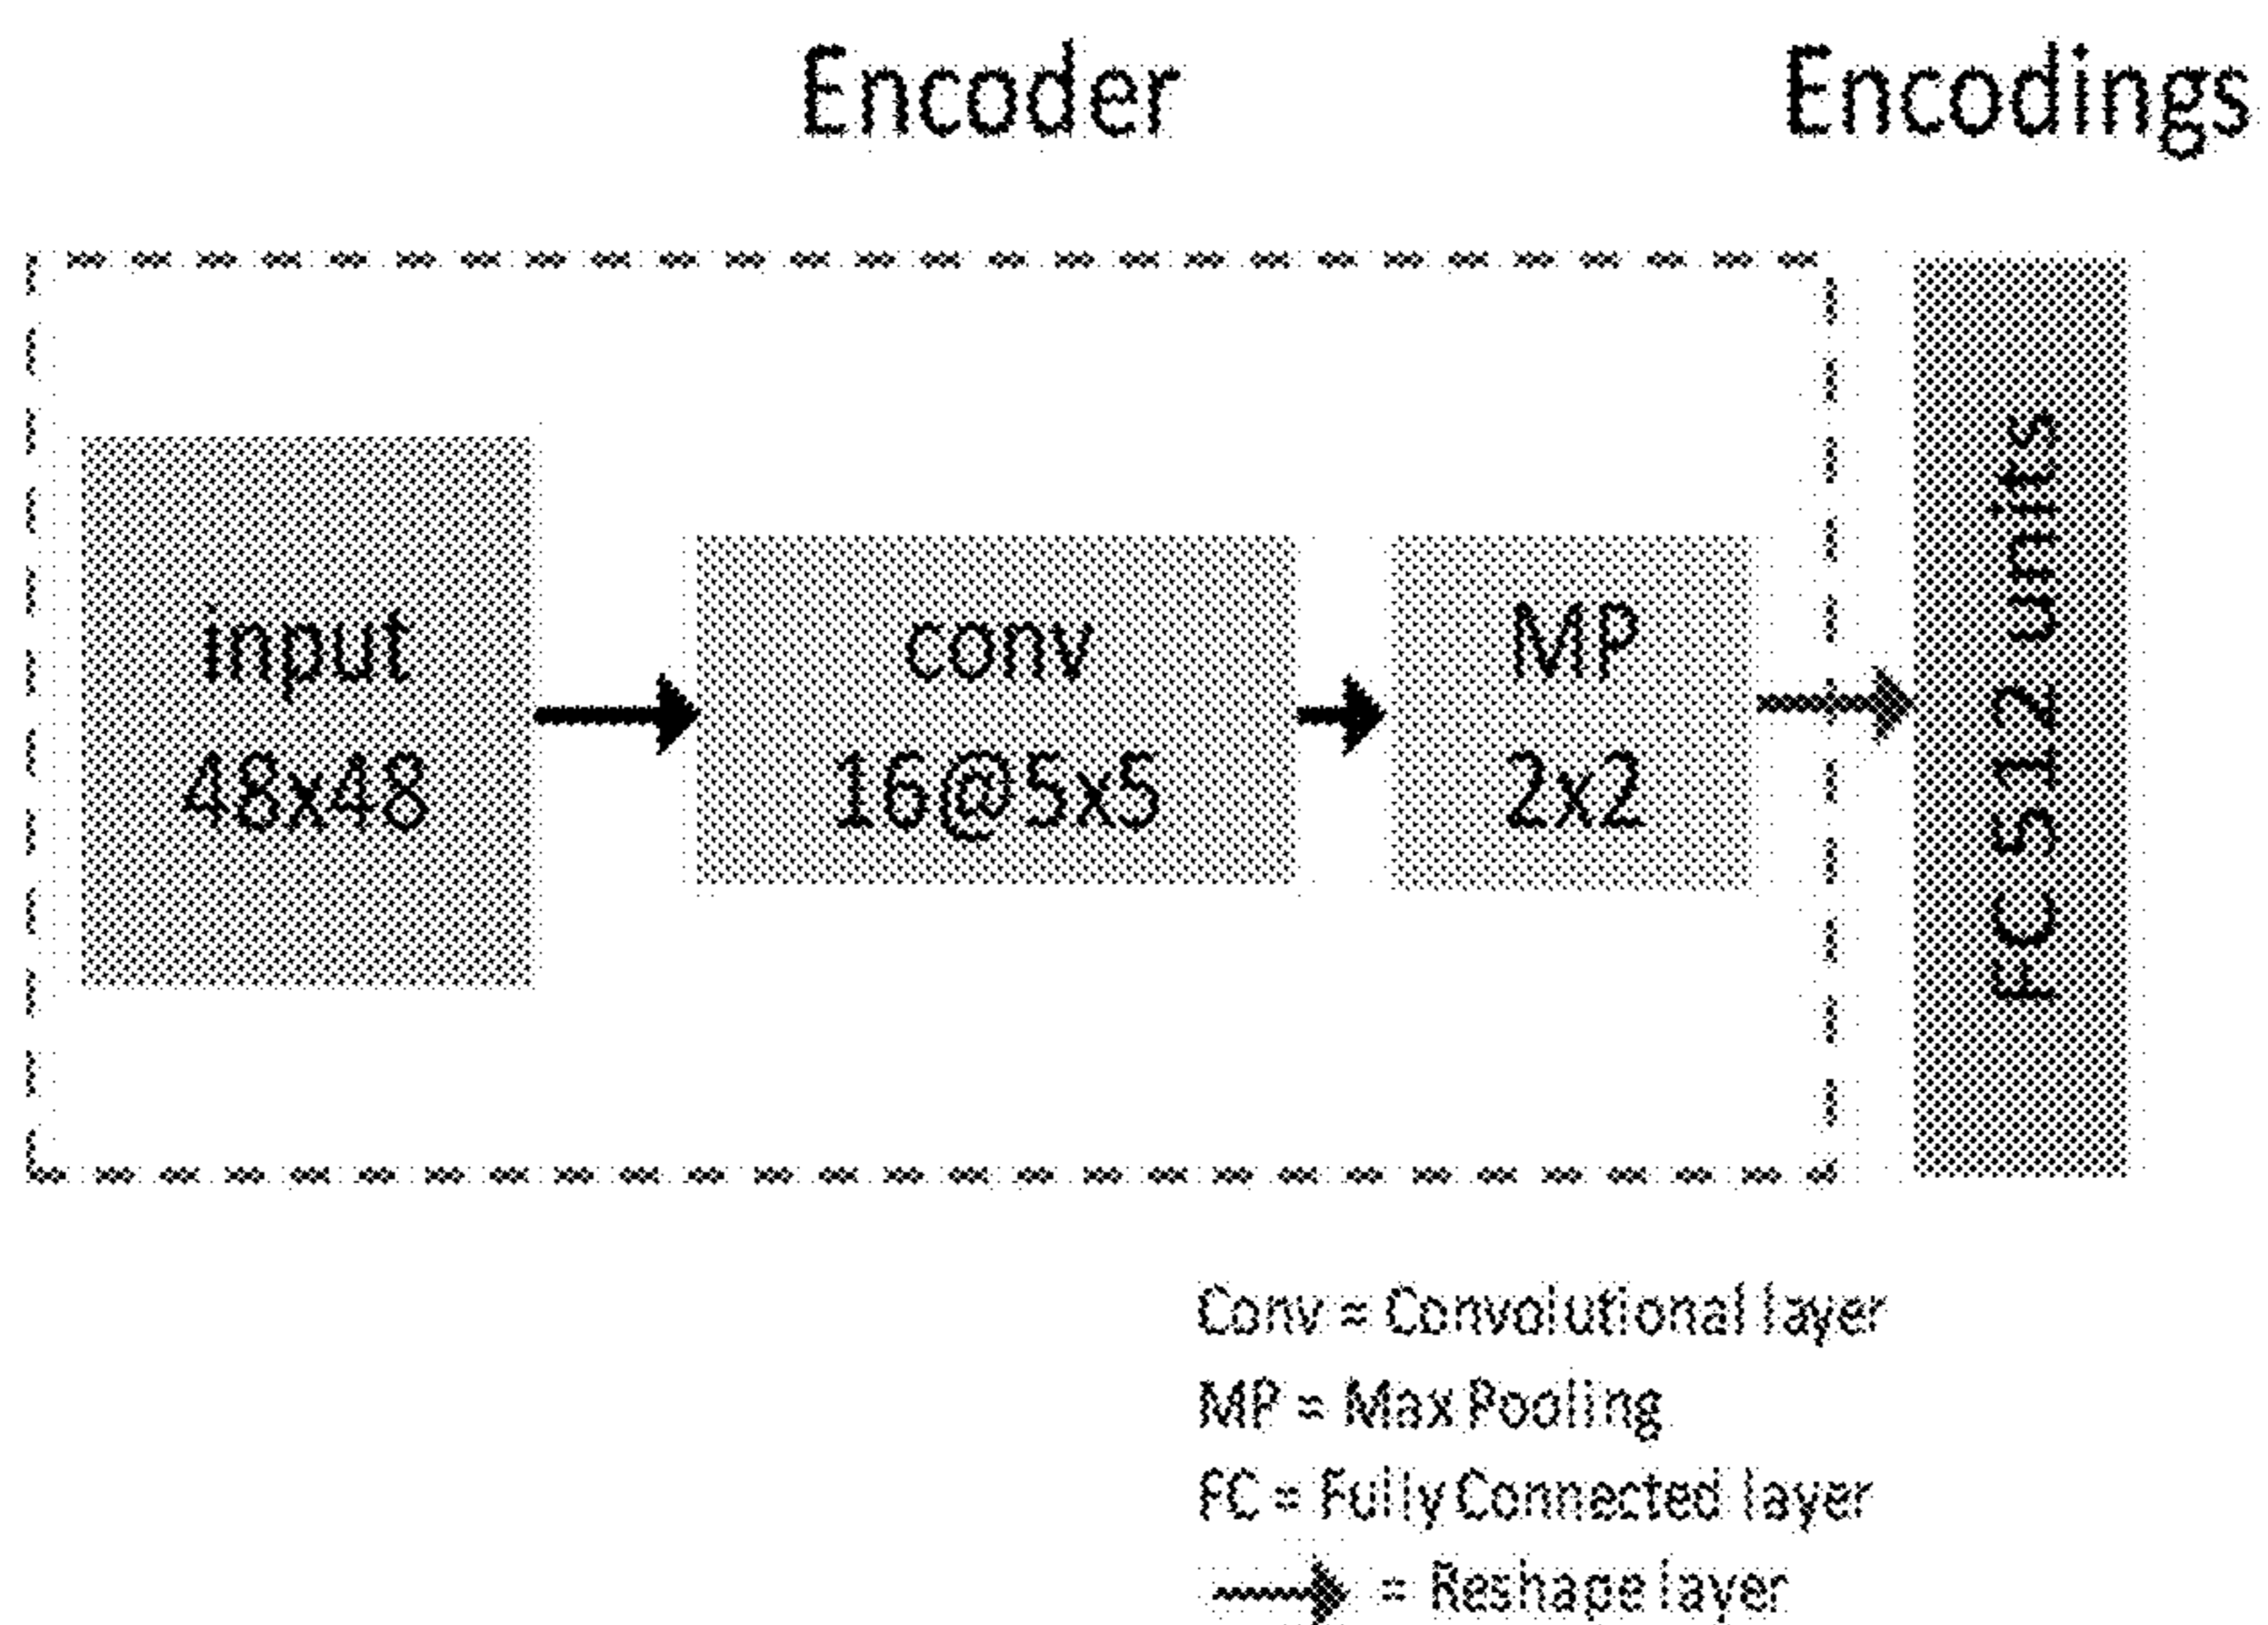 Encoder
Encodings
input
48x48
conv
16@5x5
MP
2x2
FC 512 units
Conv = Convolutional layer
MP = Max Pooling
FC = Fully Connected layer
= Reshape layer